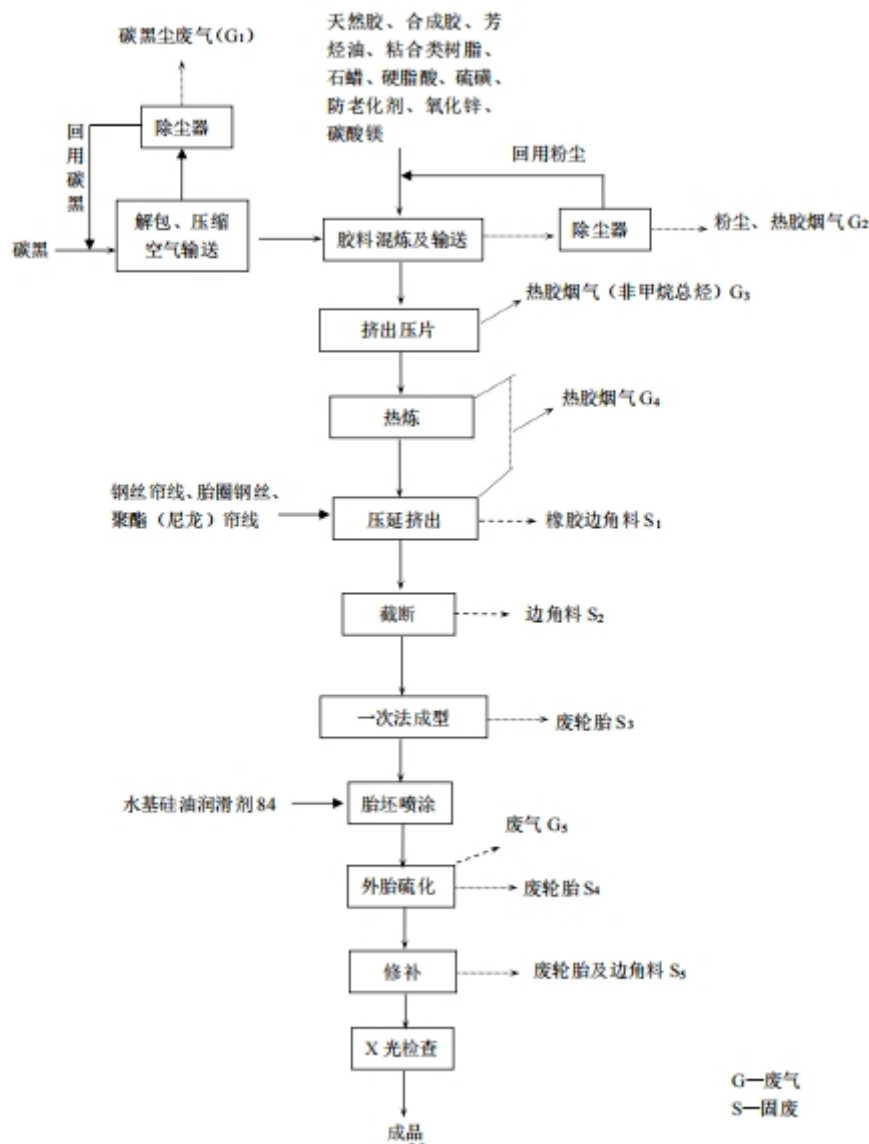 碳黑尘废气(G₁)
天然胶、合成胶、芳
烃油、粘合类树脂、
石蜡、硬脂酸、硫磺、
防老化剂、氧化锌、
碳酸镁
除尘器
回用碳黑
回用粉尘
碳黑
解包、压缩
空气输送
胶料混炼及输送
除尘器
粉尘、热胶烟气 G₂
热胶烟气（非甲烷总烃）G₃
挤出压片
热炼
热胶烟气 G₄
钢丝帘线、胎圈钢丝、
聚酯（尼龙）帘线
压延挤出
橡胶边角料 S₁
截断
边角料 S₂
一次法成型
废轮胎 S₃
水基硅油润滑剂 84
胎坯喷涂
废气 G₅
外胎硫化
废轮胎 S₄
修补
废轮胎及边角料 S₅
X 光检查
G—废气
S—固废
成品